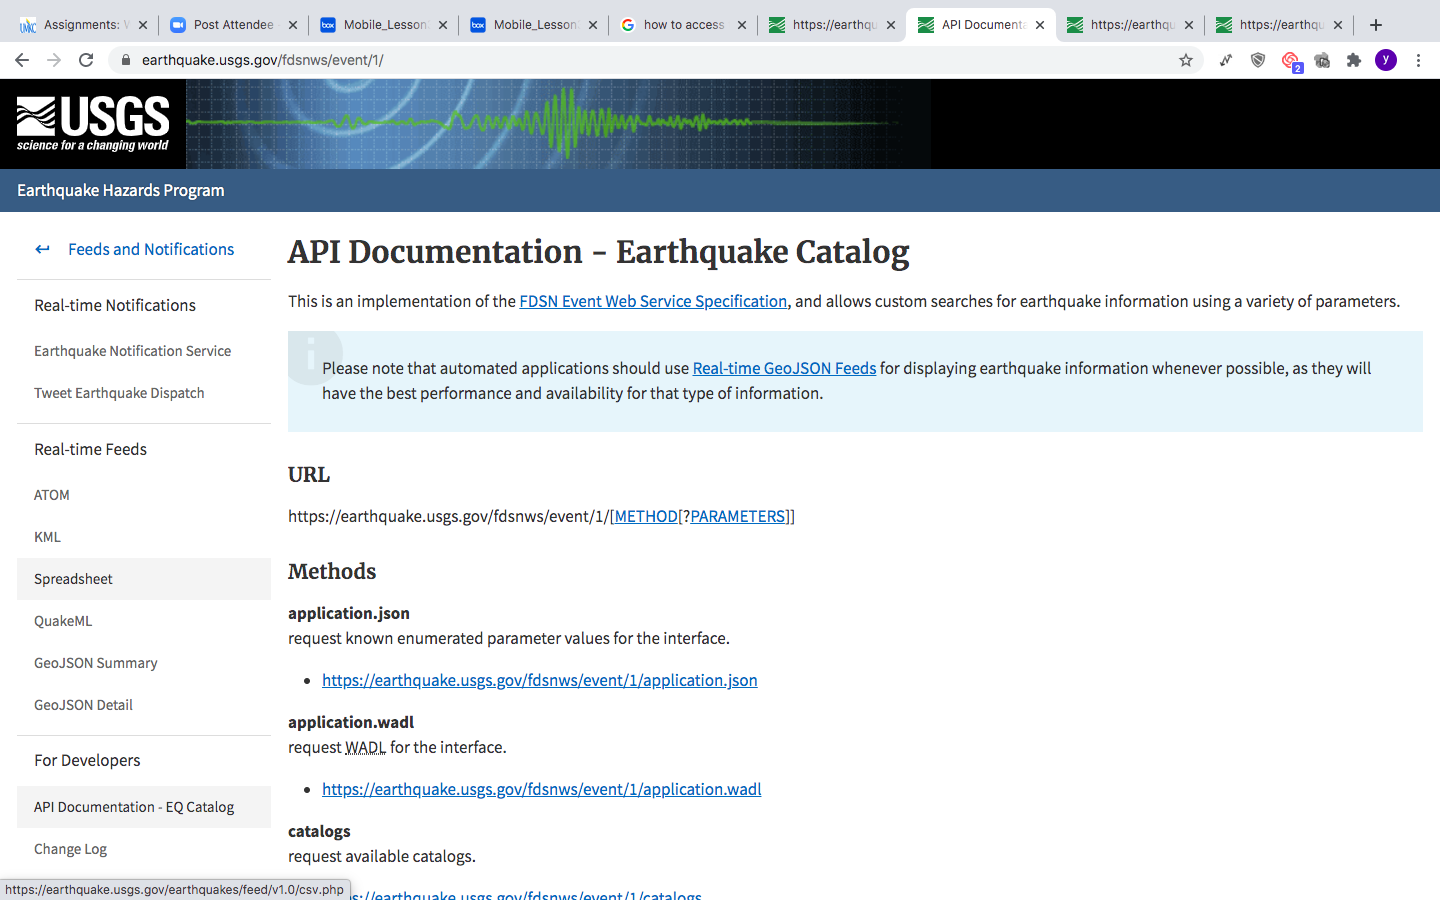 Assignments: W
Post Attendee
Mobile_Lesson
Mobile_Lesson
how to access
https://earthqu
API Documenta
https://earthqu
https://earthqu
earthquake.usgs.gov/fdsnws/event/1/
2
y
USGS
science for a changing world
Earthquake Hazards Program
Feeds and Notifications
Real-time Notifications
Earthquake Notification Service
Tweet Earthquake Dispatch
Real-time Feeds
ATOM
KML
Spreadsheet
QuakeML
GeoJSON Summary
GeoJSON Detail
For Developers
API Documentation - EQ Catalog
Change Log
https://earthquake.usgs.gov/earthquakes/feed/v1.0/csv.php
API Documentation - Earthquake Catalog
This is an implementation of the FDSN Event Web Service Specification, and allows custom searches for earthquake information using a variety of parameters.
Please note that automated applications should use Real-time GeoJSON Feeds for displaying earthquake information whenever possible, as they will
have the best performance and availability for that type of information.
URL
https://earthquake.usgs.gov/fdsnws/event/1/[METHOD[?PARAMETERS]]
Methods
application.json
request known enumerated parameter values for the interface.
https://earthquake.usgs.gov/fdsnws/event/1/application.json
application.wadl
request WADL for the interface.
https://earthquake.usgs.gov/fdsnws/event/1/application.wadl
catalogs
request available catalogs.
s://earthquake.usgs.gov/fdsnws/event/1/catalogs